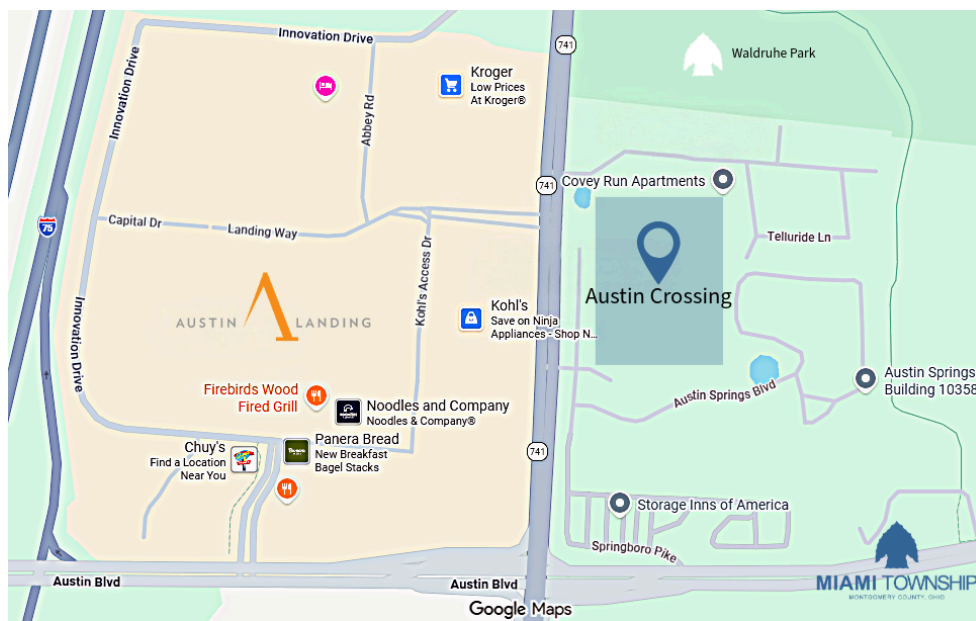 Innovation Drive
741
Waldruhe Park
Innovation Drive
Abbey Rd
Kroger
Low Prices
At Kroger®
741
Covey Run Apartments
75
Capital Dr
Landing Way
Telluride Ln
Kohl's Access Dr
Austin Crossing
AUSTIN LANDING
Kohl's
Save on Ninja
Appliances - Shop N...
Innovation Drive
Firebirds Wood
Fired Grill
Noodles and Company
Noodles & Company®
Austin Springs Blvd
Austin Springs
Building 10358
Chuy's
Find a Location
Near You
Panera Bread
New Breakfast
Bagel Stacks
741
Storage Inns of America
Springboro Pike
Austin Blvd
Austin Blvd
MIAMI TOWNSHIP
MONTGOMERY COUNTY, OHIO
Google Maps